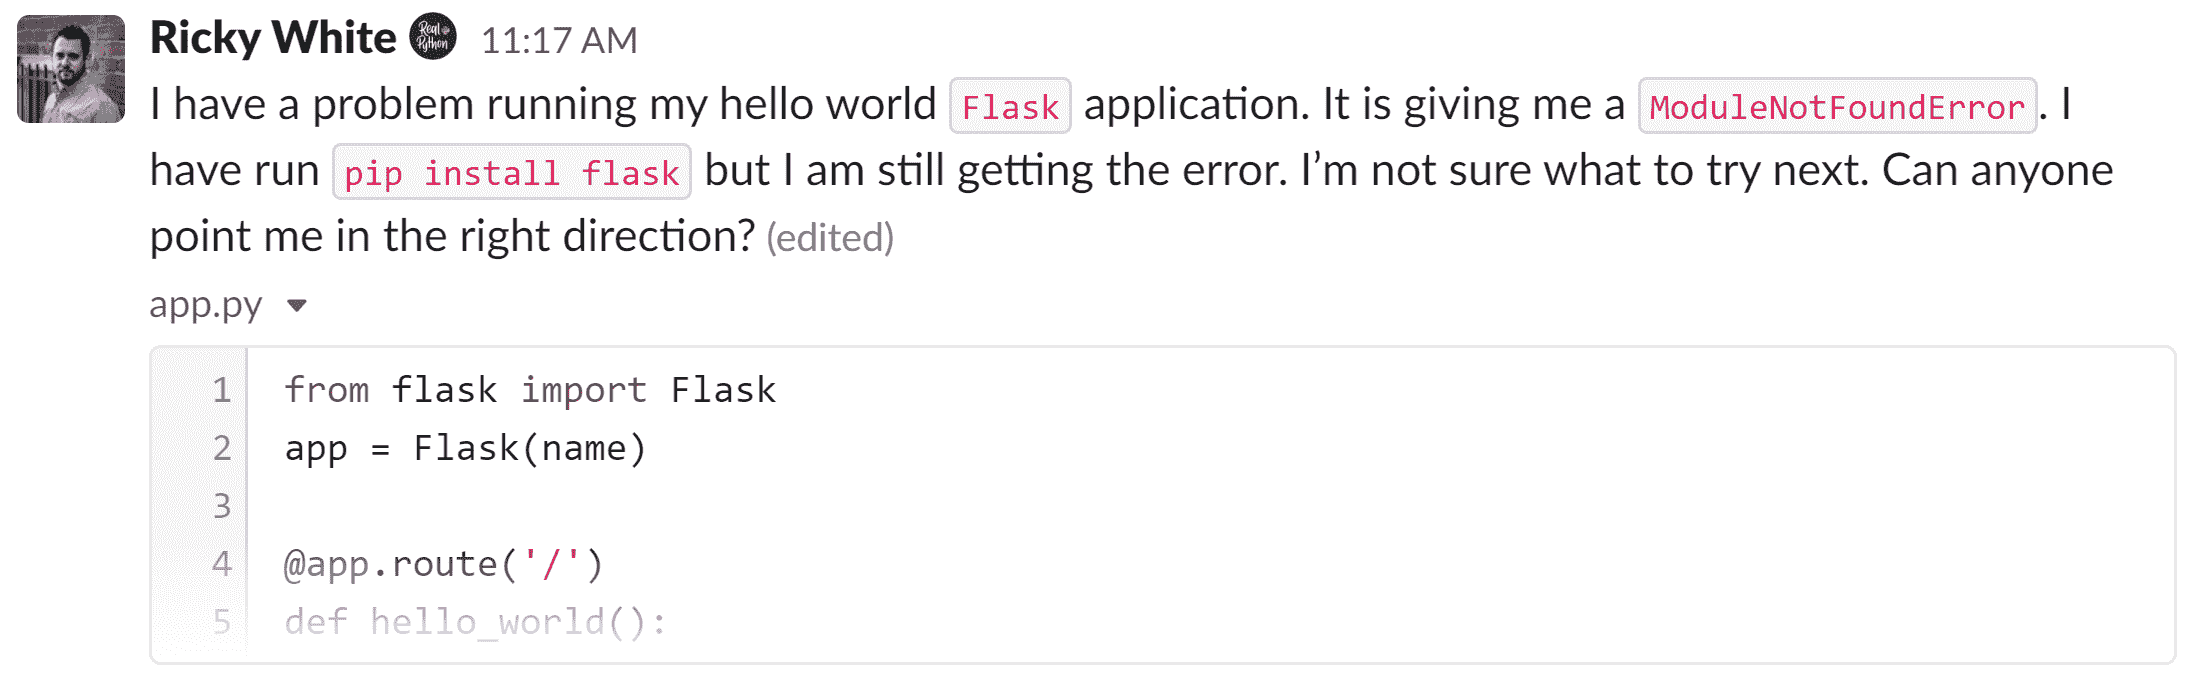 Ricky White Real Python 11:17 AM
I have a problem running my hello world Flask application. It is giving me a ModuleNotFoundError. I
have run pip install flask but I am still getting the error. I’m not sure what to try next. Can anyone
point me in the right direction? (edited)
app.py
1 from flask import Flask
2 app = Flask(name)
3
4 @app.route('/')
5 def hello_world():